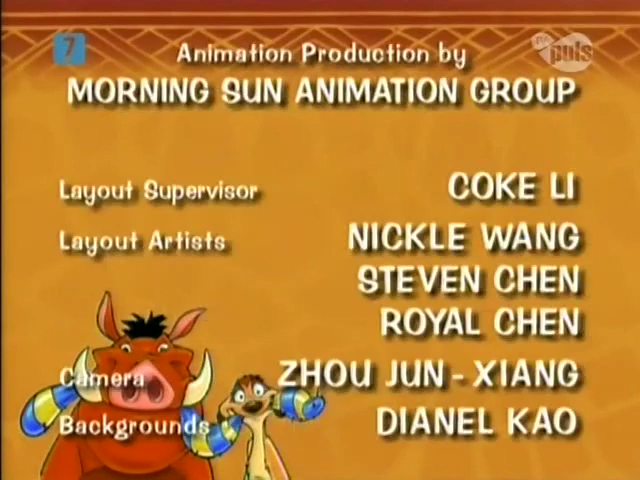 7
tv puls
Animation Production by
MORNING SUN ANIMATION GROUP
Layout Supervisor COKE LI
Layout Artists NICKLE WANG
STEVEN CHEN
ROYAL CHEN
Camera ZHOU JUN-XIANG
Backgrounds DIANEL KAO